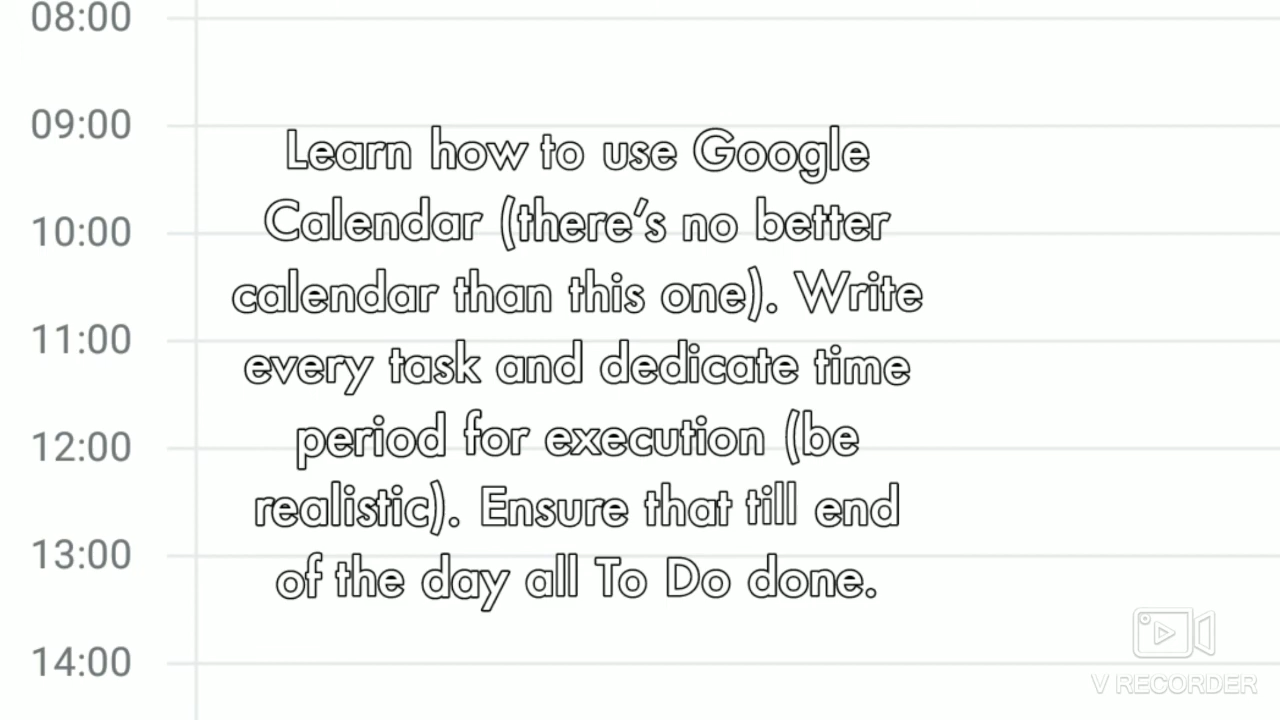 08:00
09:00
Learn how to use Google
Calendar (there's no better
10:00
calendar than this one). Write
11:00
every task and dedicate time
period for execution (be
12:00
realistic). Ensure that till end
13:00
of the day all To Do done.
14:00
V RECORDER